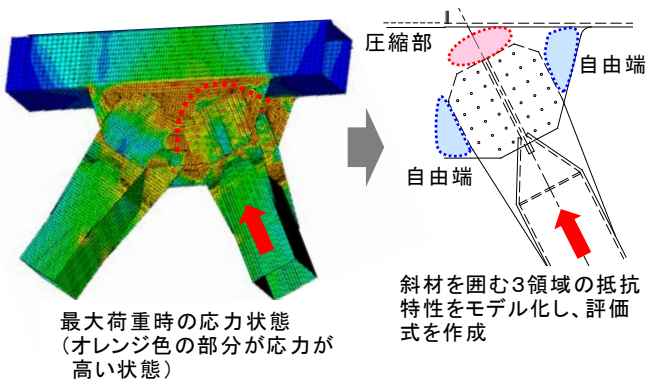 圧縮部
自由端
自由端
最大荷重時の応力状態
(オレンジ色の部分が応力が
高い状態)
斜材を囲む3領域の抵抗
特性をモデル化し、評価
式を作成